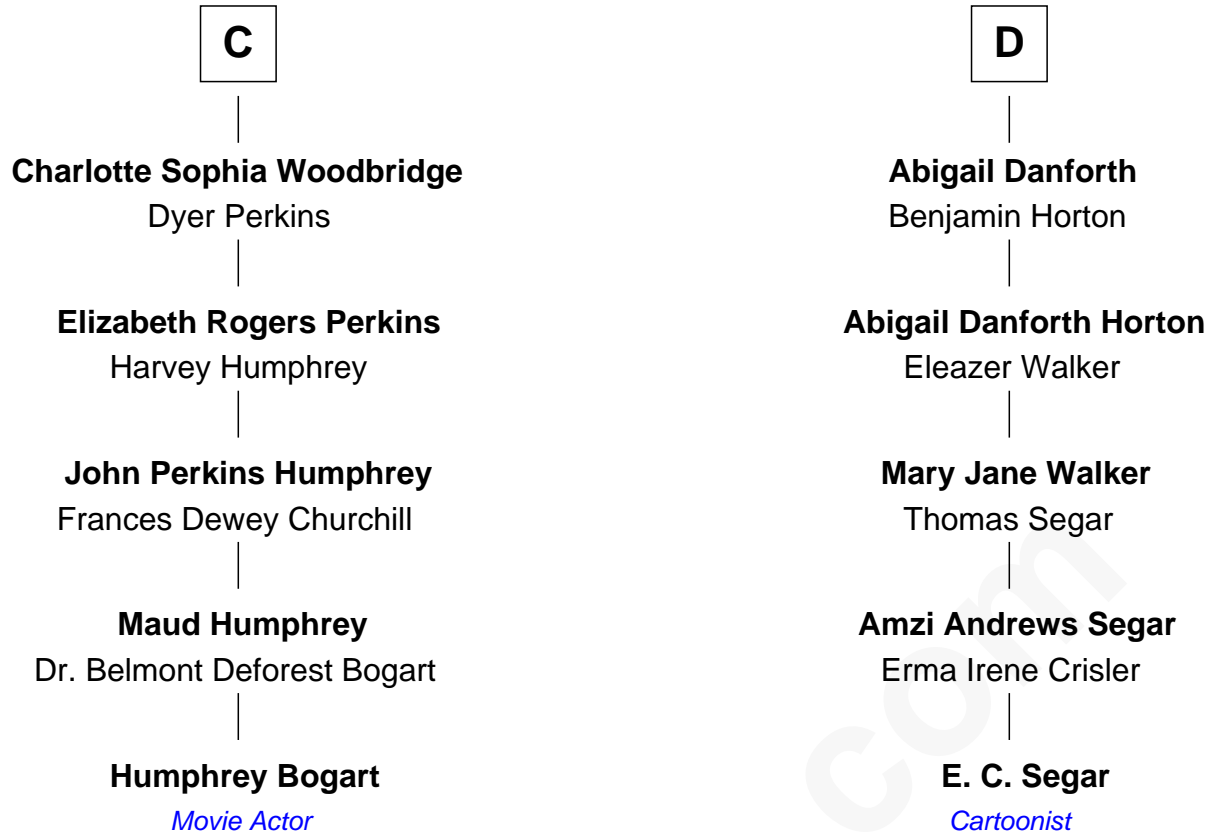 C
Charlotte Sophia Woodbridge
Dyer Perkins
Elizabeth Rogers Perkins
Harvey Humphrey
John Perkins Humphrey
Frances Dewey Churchill
Maud Humphrey
Dr. Belmont Deforest Bogart
Humphrey Bogart
Movie Actor
D
Abigail Danforth
Benjamin Horton
Abigail Danforth Horton
Eleazer Walker
Mary Jane Walker
Thomas Segar
Amzi Andrews Segar
Erma Irene Crisler
E. C. Segar
Cartoonist
com